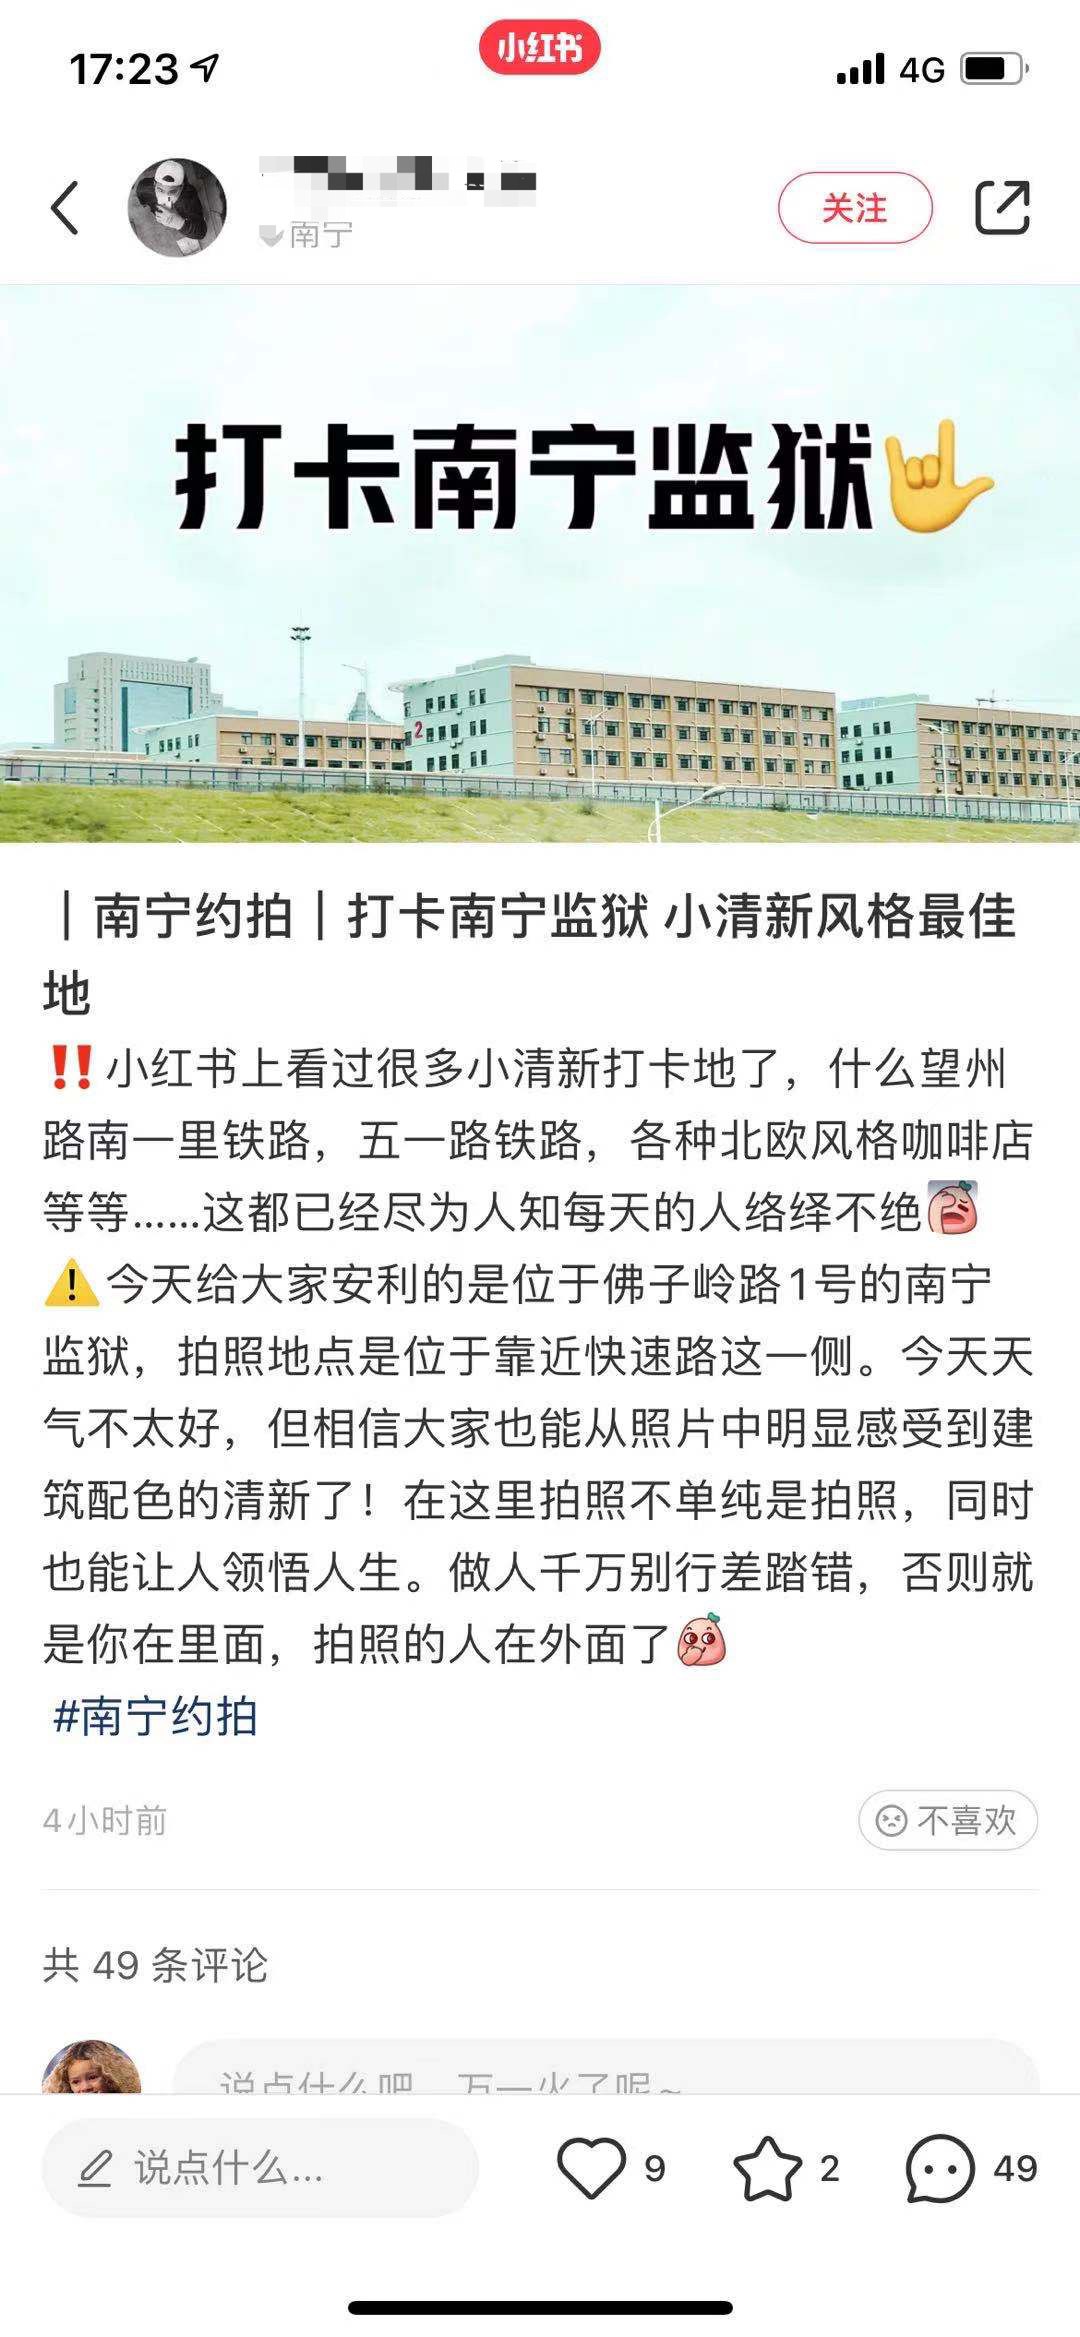 17:23
小红书
4G
南宁
关注
打卡南宁监狱🤟
2
｜南宁约拍｜打卡南宁监狱 小清新风格最佳
地
‼️小红书上看过很多小清新打卡地了，什么望州
路南一里铁路，五一路铁路，各种北欧风格咖啡店
等等……这都已经尽为人知每天的人络绎不绝
⚠️今天给大家安利的是位于佛子岭路1号的南宁
监狱，拍照地点是位于靠近快速路这一侧。今天天
气不太好，但相信大家也能从照片中明显感受到建
筑配色的清新了！在这里拍照不单纯是拍照，同时
也能让人领悟人生。做人千万别行差踏错，否则就
是你在里面，拍照的人在外面了
#南宁约拍
4小时前
不喜欢
共 49 条评论
说点什么吧，万一火了呢~
说点什么...
9
2
49